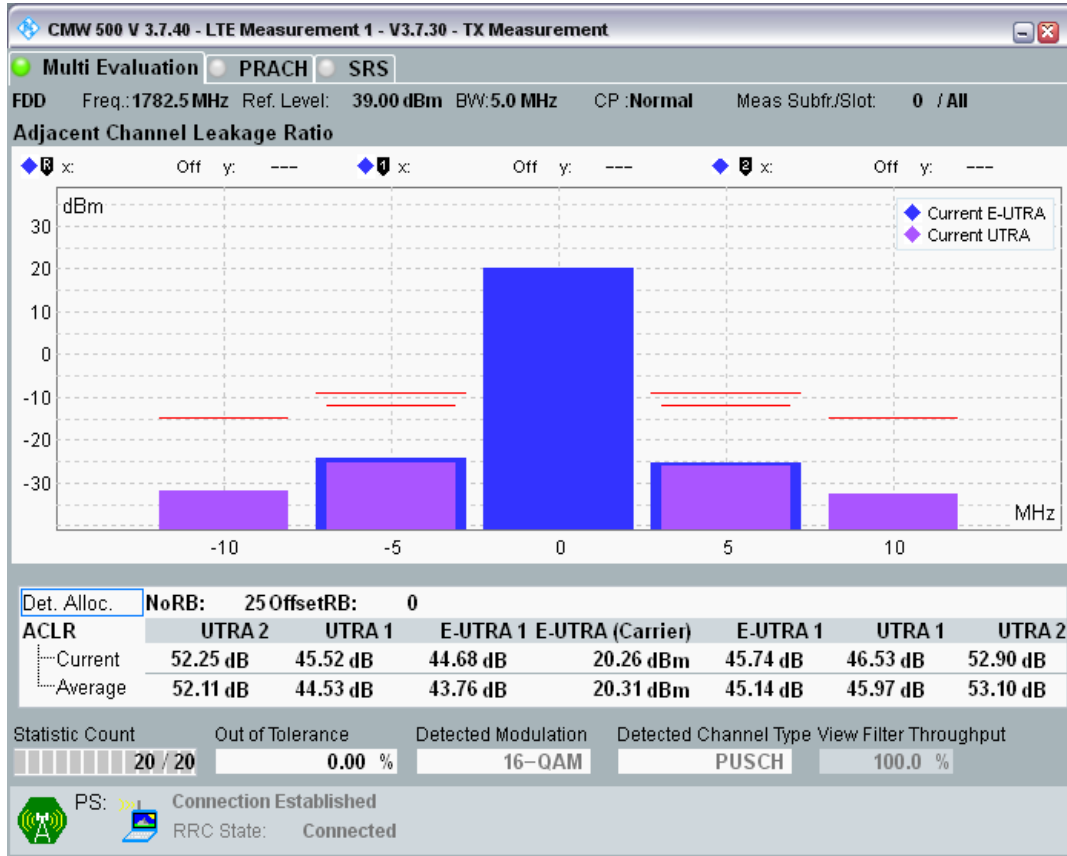 CMW 500 V 3.7.40 - LTE Measurement 1 - V3.7.30 - TX Measurement
Multi Evaluation PRACH SRS
FDD Freq.: 1782.5 MHz Ref. Level: 39.00 dBm BW: 5.0 MHz CP : Normal Meas Subfr./Slot: 0 / All
Adjacent Channel Leakage Ratio
R x: Off y: --- 1 x: Off y: --- 2 x: Off y: ---
dBm
Current E-UTRA
Current UTRA
30
20
10
0
-10
-20
-30
MHz
-10 -5 0 5 10
Det. Alloc. NoRB: 25 OffsetRB: 0
ACLR UTRA 2 UTRA 1 E-UTRA 1 E-UTRA (Carrier) E-UTRA 1 UTRA 1 UTRA 2
Current 52.25 dB 45.52 dB 44.68 dB 20.26 dBm 45.74 dB 46.53 dB 52.90 dB
Average 52.11 dB 44.53 dB 43.76 dB 20.31 dBm 45.14 dB 45.97 dB 53.10 dB
Statistic Count Out of Tolerance Detected Modulation Detected Channel Type View Filter Throughput
20 / 20 0.00 % 16-QAM PUSCH 100.0 %
PS: Connection Established
RRC State: Connected